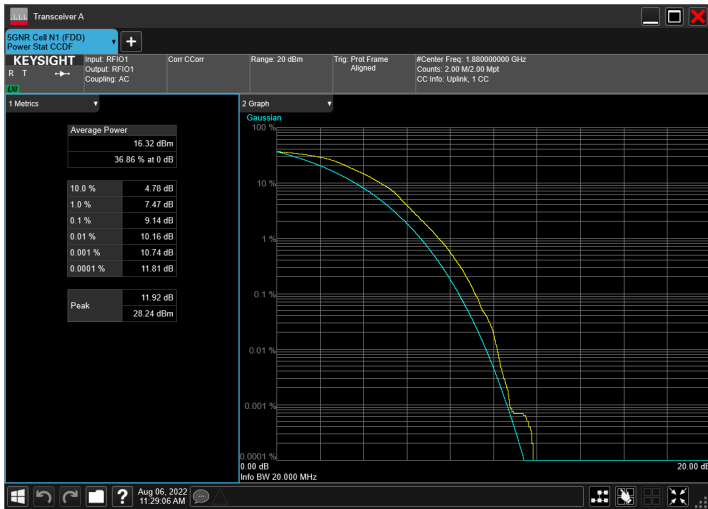 Transceiver A
5GNR Cell N1 (FDD)
Power Stat CCDF
KEYSIGHT
R T
LXI
Input: RFIO1
Output: RFIO1
Coupling: AC
Corr CCorr
Range: 20 dBm
Trig: Prot Frame
Aligned
#Center Freq: 1.880000000 GHz
Counts: 2.00 M/2.00 Mpt
CC Info: Uplink, 1 CC
1 Metrics
Average Power
16.32 dBm
36.86 % at 0 dB
10.0 % 4.78 dB
1.0 % 7.47 dB
0.1 % 9.14 dB
0.01 % 10.16 dB
0.001 % 10.74 dB
0.0001 % 11.81 dB
Peak
11.92 dB
28.24 dBm
2 Graph
Gaussian
100 %
10 %
1 %
0.1 %
0.01 %
0.001 %
0.0001 %
0.00 dB
20.00 dB
Info BW 20.000 MHz
Aug 06, 2022
11:29:06 AM